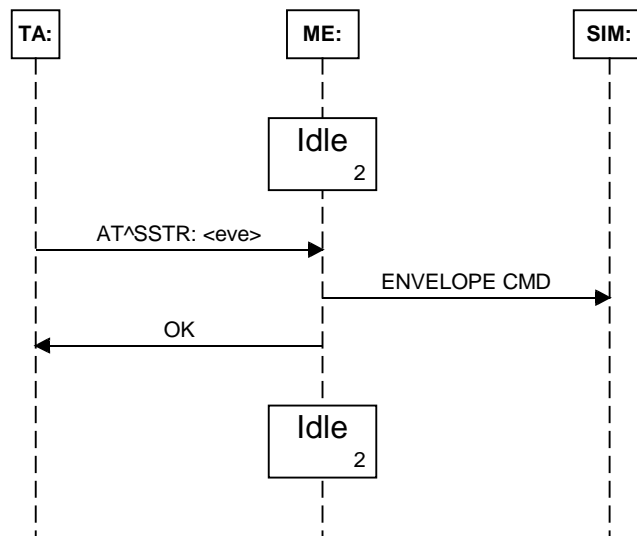 TA:
ME:
SIM:
Idle
2
AT^SSTR: <eve>
ENVELOPE CMD
OK
Idle
2